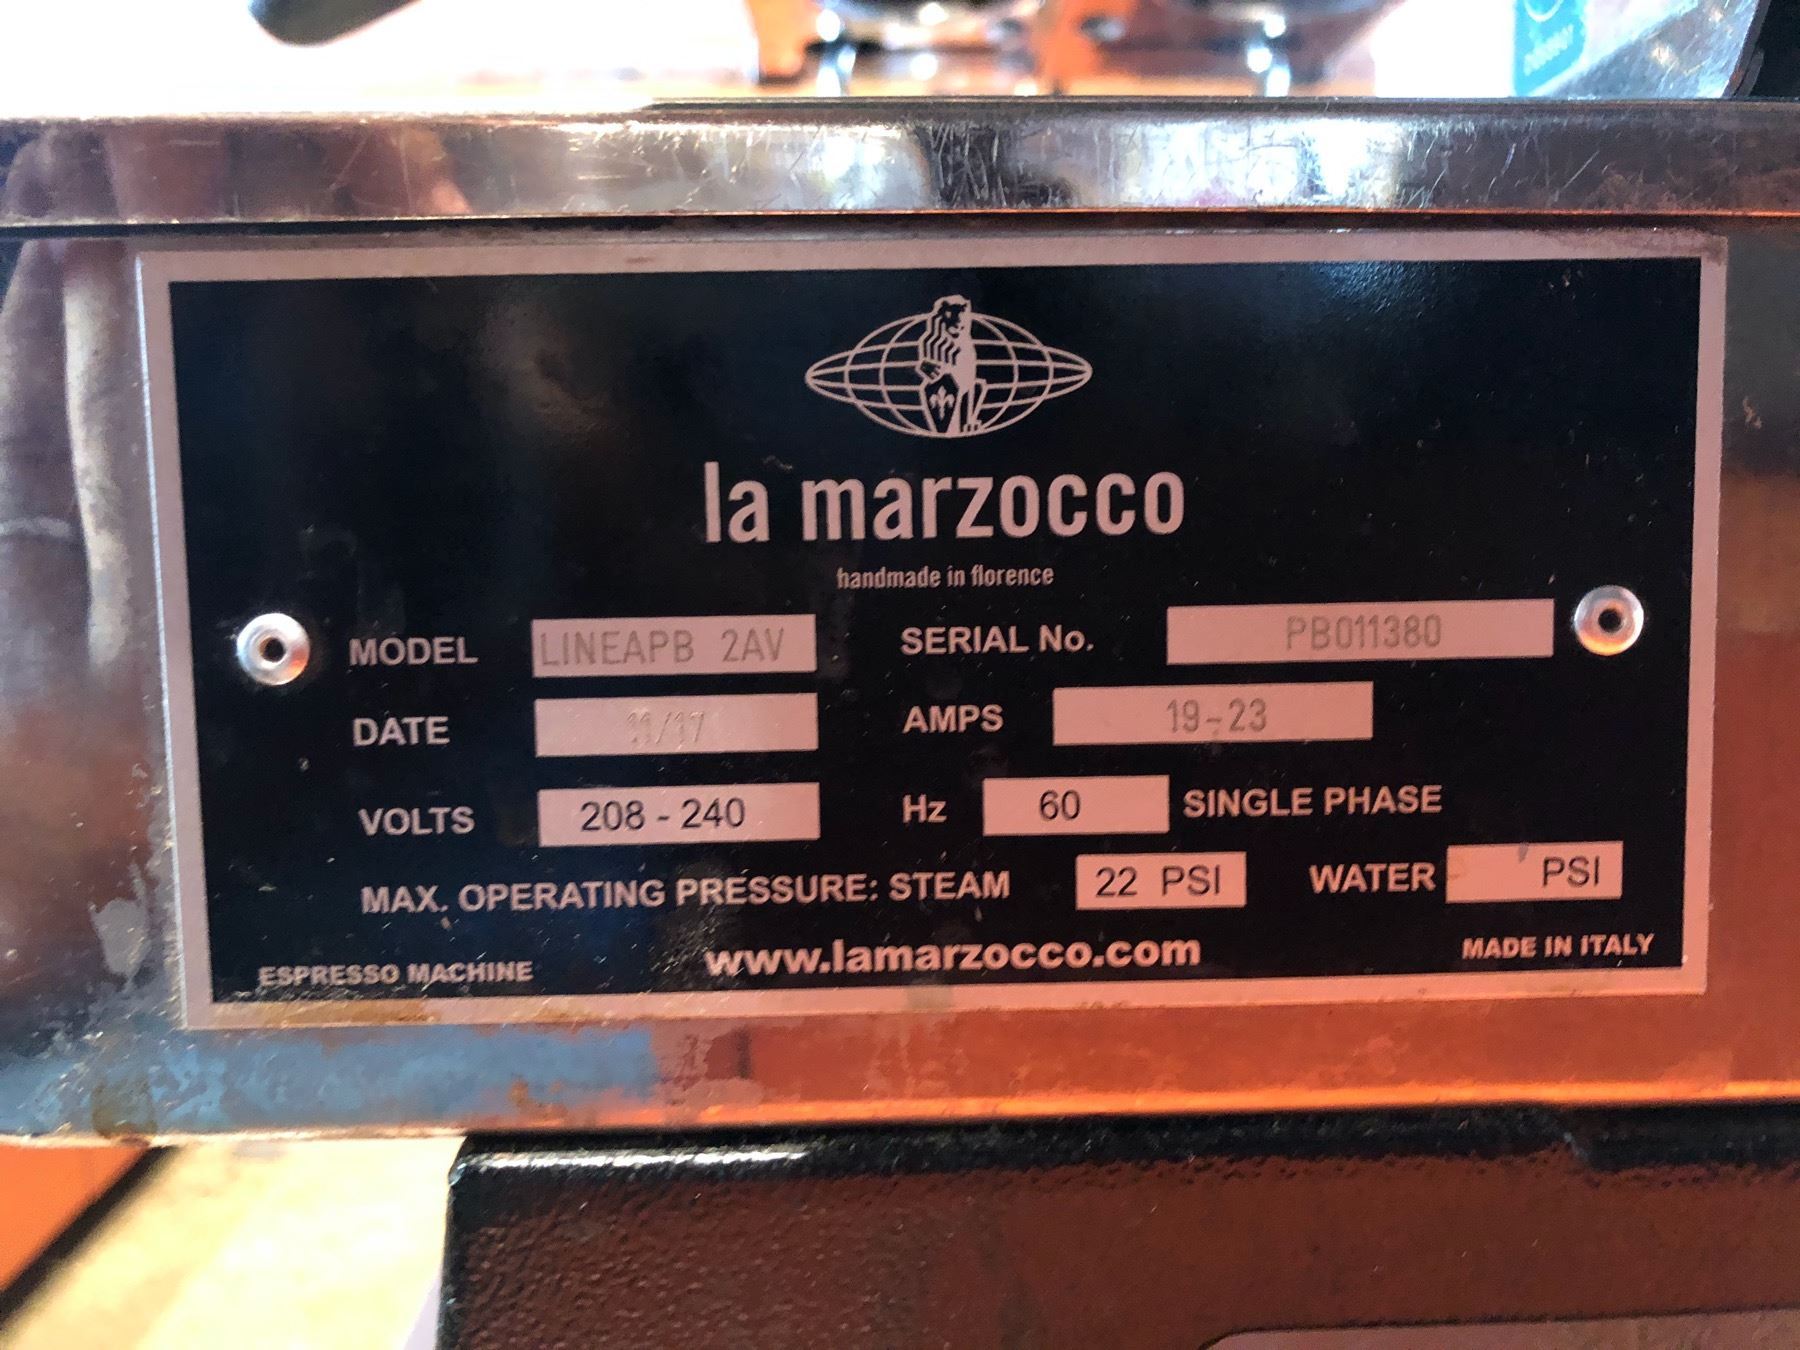 la marzocco
handmade in florence
MODEL LINEAPB 2AV SERIAL No. PB011380
DATE 11/17 AMPS 19-23
VOLTS 208 - 240 Hz 60 SINGLE PHASE
MAX. OPERATING PRESSURE: STEAM 22 PSI WATER PSI
ESPRESSO MACHINE www.lamarzocco.com MADE IN ITALY